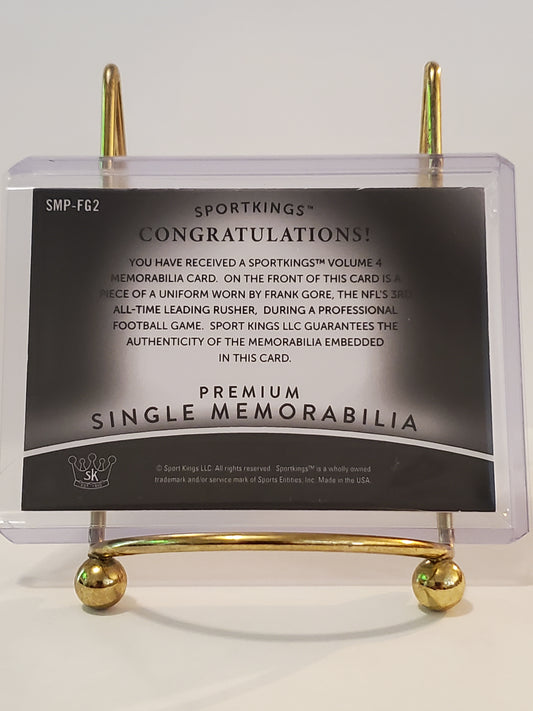 SMP-FG2
SPORTKINGS™
CONGRATULATIONS!
YOU HAVE RECEIVED A SPORTKINGS™ VOLUME 4
MEMORABILIA CARD. ON THE FRONT OF THIS CARD IS A
PIECE OF A UNIFORM WORN BY FRANK GORE, THE NFL'S 3RD
ALL-TIME LEADING RUSHER, DURING A PROFESSIONAL
FOOTBALL GAME. SPORT KINGS LLC GUARANTEES THE
AUTHENTICITY OF THE MEMORABILIA EMBEDDED
IN THIS CARD.
PREMIUM
SINGLE MEMORABILIA
SK
© Sport Kings LLC. All rights reserved. Sportkings™ is a wholly owned
trademark and/or service mark of Sports Entities, Inc. Made in the USA.